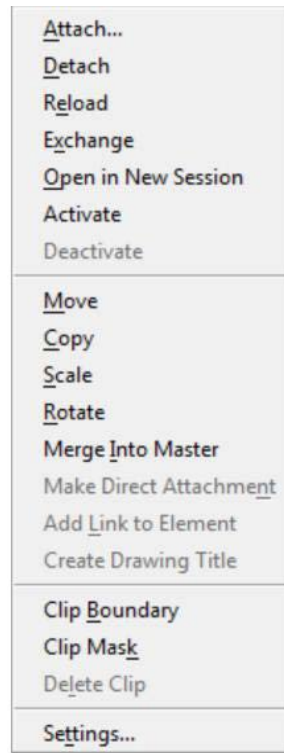 Attach...
Detach
Reload
Exchange
Open in New Session
Activate
Deactivate
Move
Copy
Scale
Rotate
Merge Into Master
Make Direct Attachment
Add Link to Element
Create Drawing Title
Clip Boundary
Clip Mask
Delete Clip
Settings...